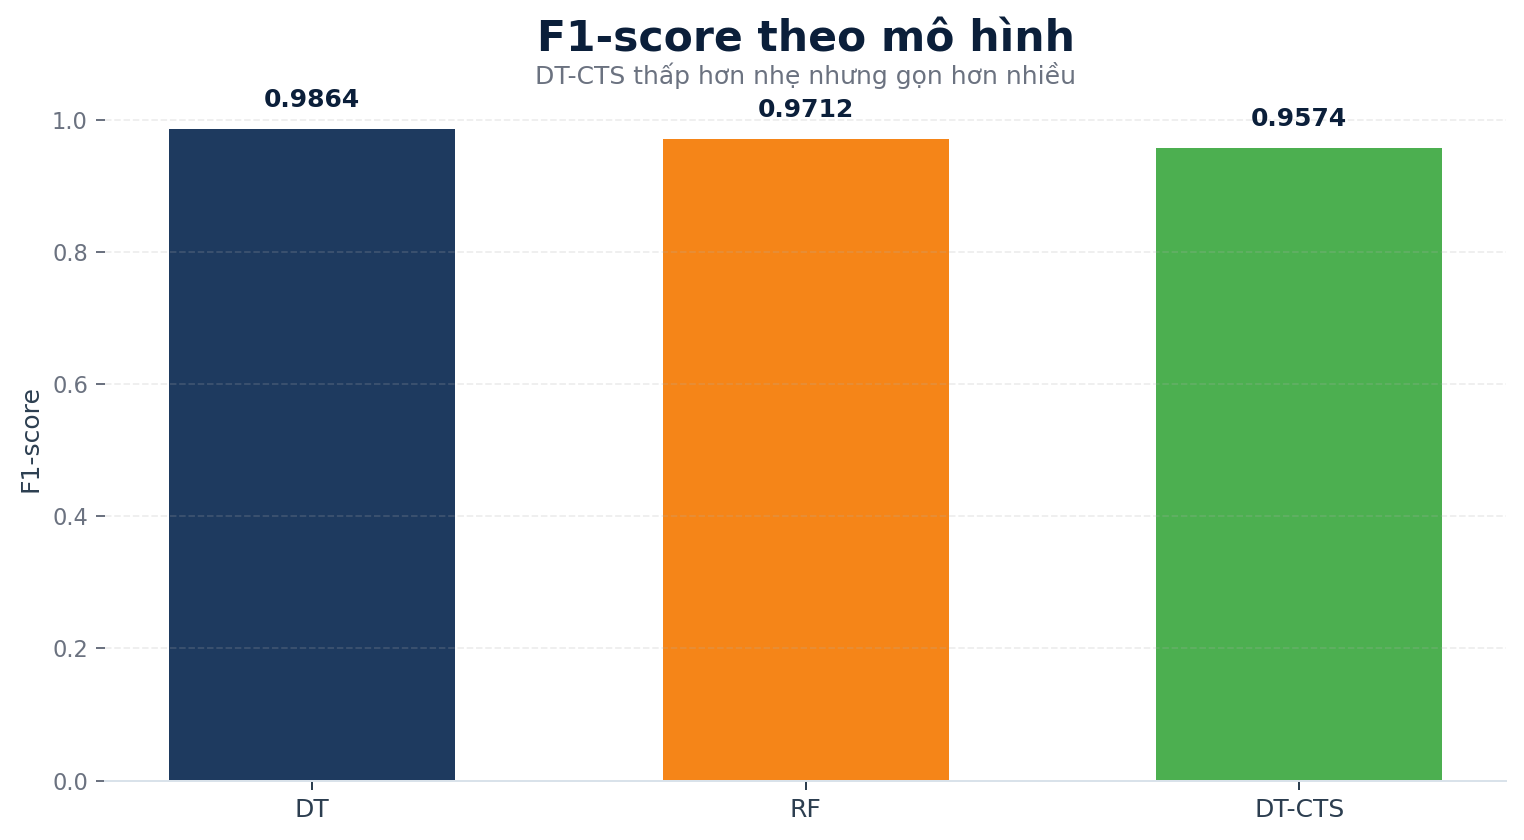 F1-score theo mô hình
DT-CTS thấp hơn nhẹ nhưng gọn hơn nhiều
0.9864
0.9712
0.9574
1.0
0.8
0.6
0.4
0.2
0.0
F1-score
DT
RF
DT-CTS